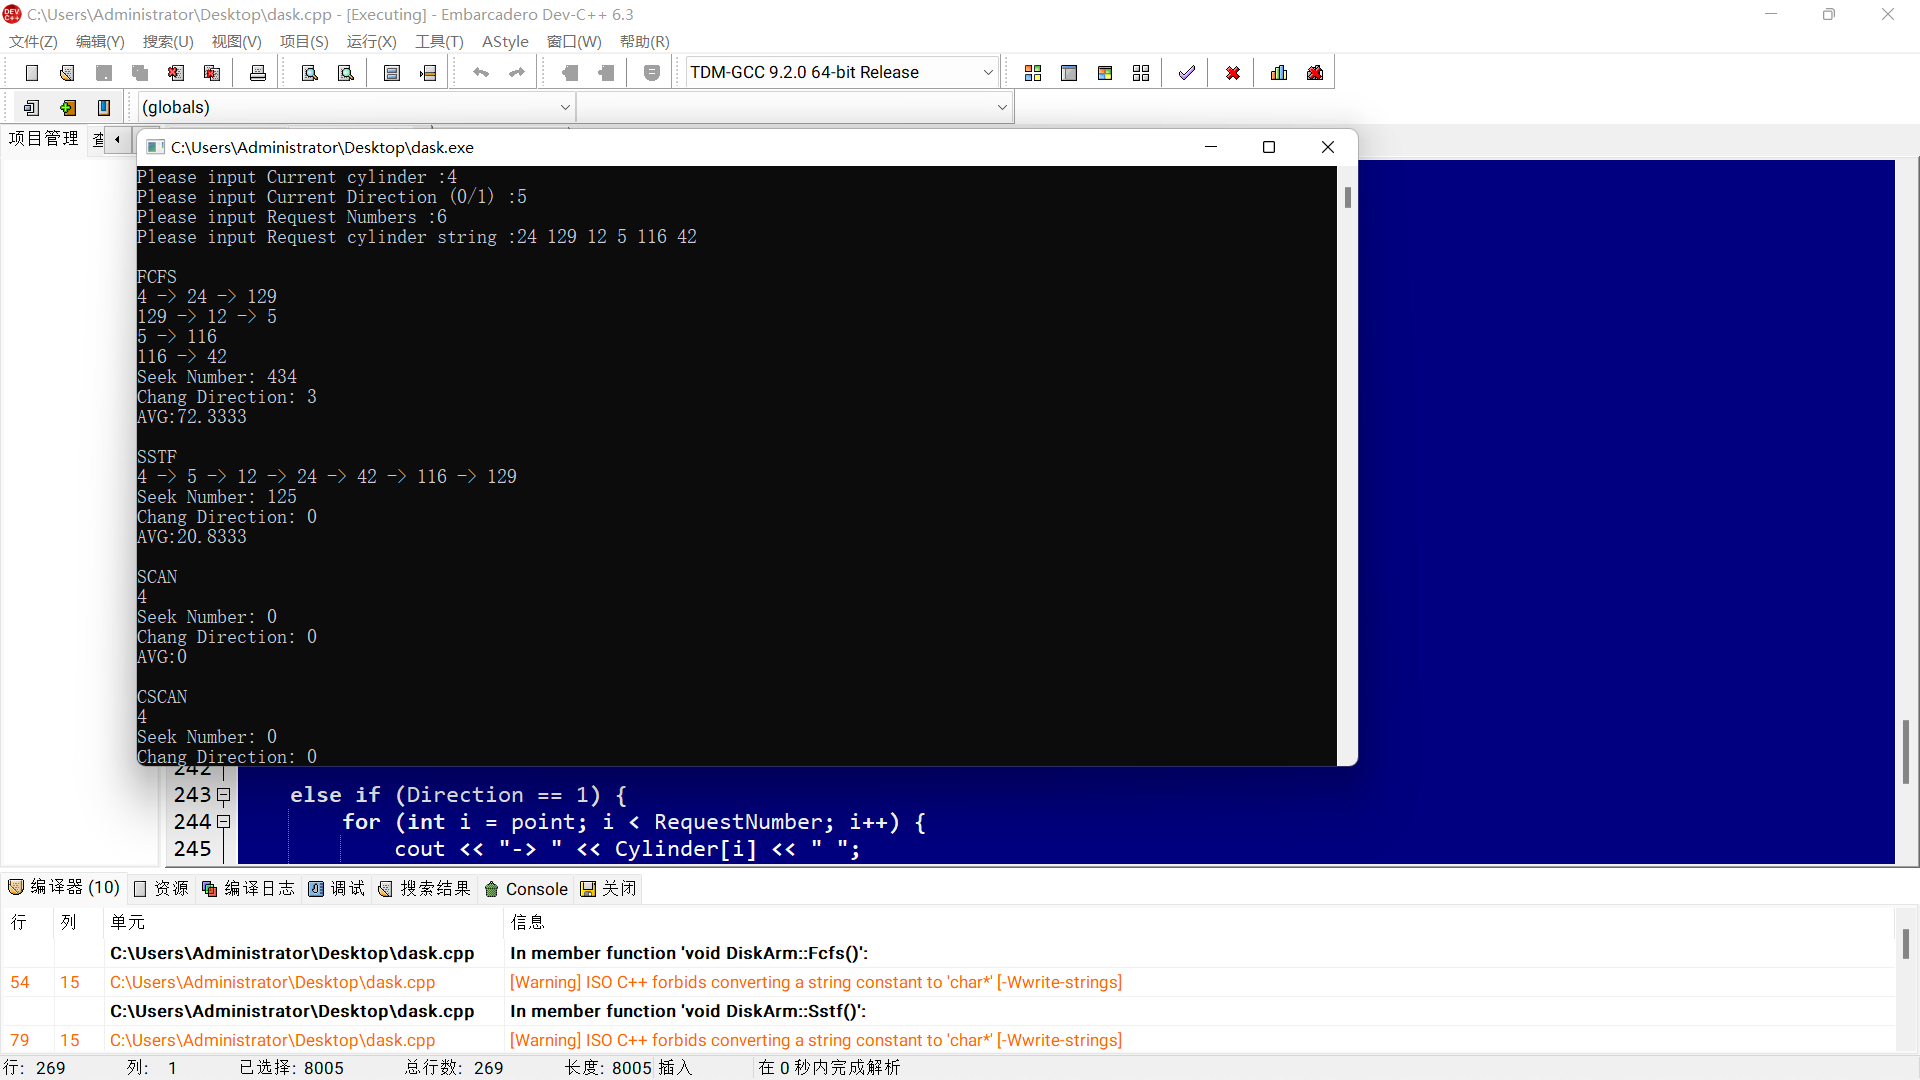 C:\Users\Administrator\Desktop\dask.cpp - [Executing] - Embarcadero Dev-C++ 6.3
文件(Z) 编辑(Y) 搜索(U) 视图(V) 项目(S) 运行(X) 工具(T) AStyle 窗口(W) 帮助(R)
TDM-GCC 9.2.0 64-bit Release
(globals)
项目管理
C:\Users\Administrator\Desktop\dask.exe
Please input Current cylinder :4
Please input Current Direction (0/1) :5
Please input Request Numbers :6
Please input Request cylinder string :24 129 12 5 116 42
FCFS
4 -> 24 -> 129
129 -> 12 -> 5
5 -> 116
116 -> 42
Seek Number: 434
Chang Direction: 3
AVG:72.3333
SSTF
4 -> 5 -> 12 -> 24 -> 42 -> 116 -> 129
Seek Number: 125
Chang Direction: 0
AVG:20.8333
SCAN
4
Seek Number: 0
Chang Direction: 0
AVG:0
CSCAN
4
Seek Number: 0
Chang Direction: 0
242
243 else if (Direction == 1) {
244 for (int i = point; i < RequestNumber; i++) {
245 cout << "-> " << Cylinder[i] << " ";
编译器 (10) 资源 编译日志 调试 搜索结果 Console 关闭
行 列 单元 信息
C:\Users\Administrator\Desktop\dask.cpp In member function 'void DiskArm::Fcfs()':
54 15 C:\Users\Administrator\Desktop\dask.cpp [Warning] ISO C++ forbids converting a string constant to 'char*' [-Wwrite-strings]
C:\Users\Administrator\Desktop\dask.cpp In member function 'void DiskArm::Sstf()':
79 15 C:\Users\Administrator\Desktop\dask.cpp [Warning] ISO C++ forbids converting a string constant to 'char*' [-Wwrite-strings]
行: 269 列: 1 已选择: 8005 总行数: 269 长度: 8005 插入 在 0 秒内完成解析